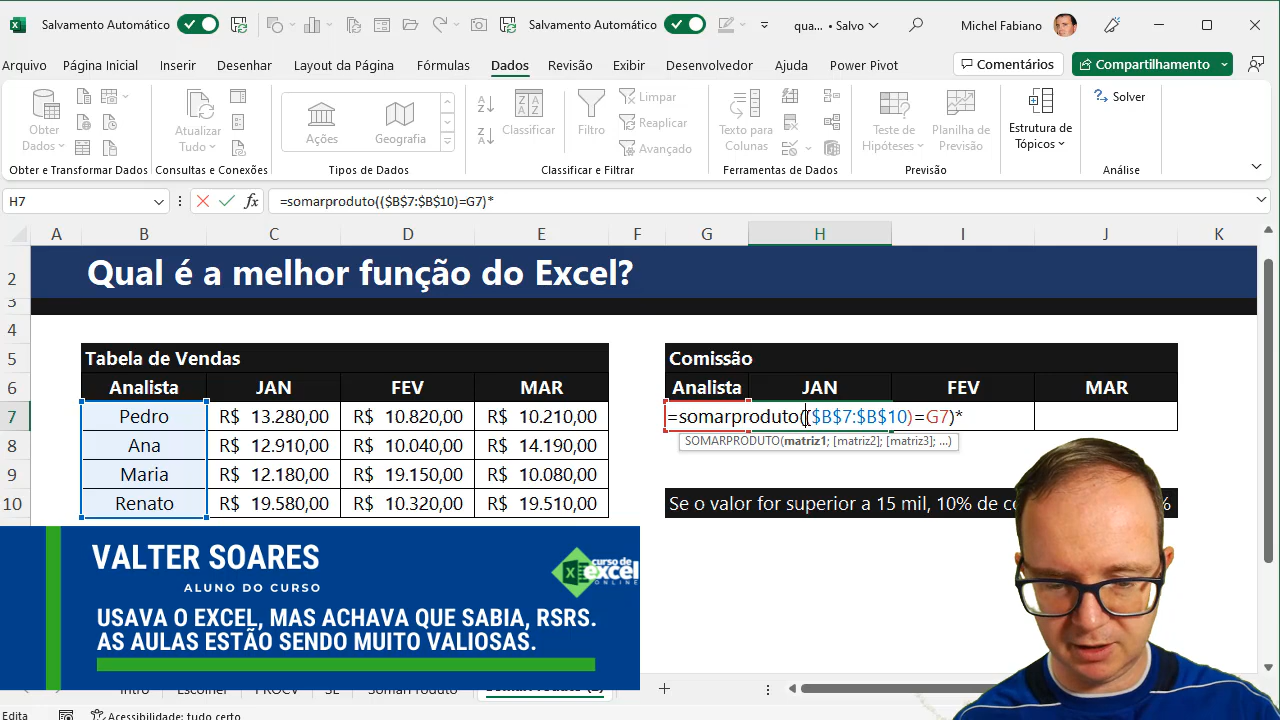 Salvamento Automático
Salvamento Automático
qua... • Salvo
Michel Fabiano
Arquivo Página Inicial Inserir Desenhar Layout da Página Fórmulas Dados Revisão Exibir Desenvolvedor Ajuda Power Pivot
Comentários
Compartilhamento
Obter
Dados
Obter e Transformar Dados
Atualizar
Tudo
Consultas e Conexões
Ações
Geografia
Tipos de Dados
Classificar
Filtro
Limpar
Reaplicar
Avançado
Classificar e Filtrar
Texto para
Colunas
Ferramentas de Dados
Teste de
Hipóteses
Planilha de
Previsão
Previsão
Estrutura de
Tópicos
Solver
Análise
H7
fx
=somarproduto(($B$7:$B$10)=G7)*
A B C D E F G H I J K
2 Qual é a melhor função do Excel?
3
4
5 Tabela de Vendas Comissão
6 Analista JAN FEV MAR Analista JAN FEV MAR
7 Pedro R$ 13.280,00 R$ 10.820,00 R$ 10.210,00 =somarproduto(($B$7:$B$10)=G7)*
SOMARPRODUTO(matriz1; [matriz2]; [matriz3]; ...)
8 Ana R$ 12.910,00 R$ 10.040,00 R$ 14.190,00
9 Maria R$ 12.180,00 R$ 19.150,00 R$ 10.080,00
10 Renato R$ 19.580,00 R$ 10.320,00 R$ 19.510,00 Se o valor for superior a 15 mil, 10% de %
VALTER SOARES
ALUNO DO CURSO
curso de
excel
ONLINE
USAVA O EXCEL, MAS ACHAVA QUE SABIA, RSRS.
AS AULAS ESTÃO SENDO MUITO VALIOSAS.
Edita
Acessibilidade: tudo certo